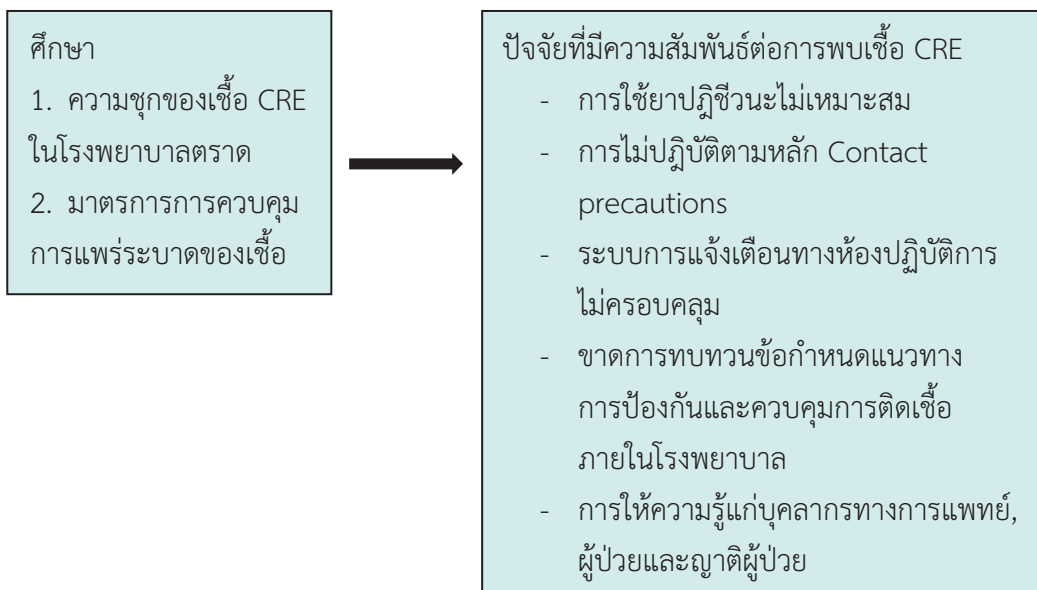 ศึกษา
1. ความชุกของเชื้อ CRE
ในโรงพยาบาลตราด
2. มาตรการการควบคุม
การแพร่ระบาดของเชื้อ
ปัจจัยที่มีความสัมพันธ์ต่อการพบเชื้อ CRE
- การใช้ยาปฎิชีวนะไม่เหมาะสม
- การไม่ปฎิบัติตามหลัก Contact
precautions
- ระบบการแจ้งเตือนทางห้องปฏิบัติการ
ไม่ครอบคลุม
- ขาดการทบทวนข้อกำหนดแนวทาง
การป้องกันและควบคุมการติดเชื้อ
ภายในโรงพยาบาล
- การให้ความรู้แก่บุคลากรทางการแพทย์,
ผู้ป่วยและญาติผู้ป่วย